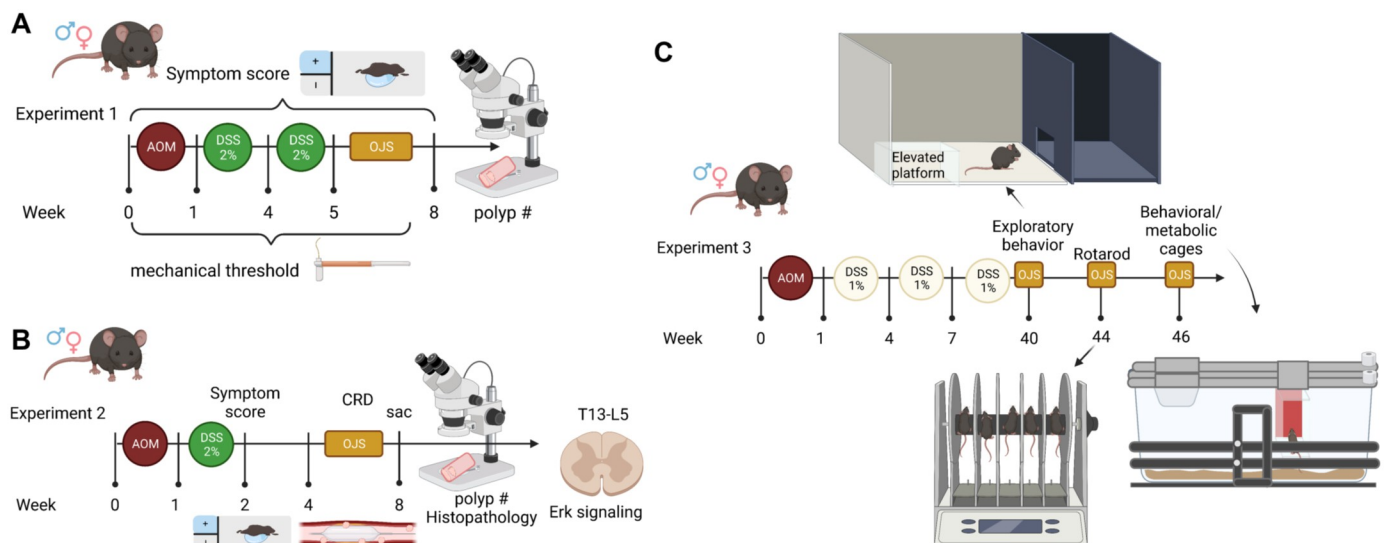 A
Symptom score
+
-
Experiment 1
AOM
DSS
2%
DSS
2%
OJS
Week
0
1
4
5
8
polyp #
mechanical threshold
B
Experiment 2
Symptom
score
CRD
sac
AOM
DSS
2%
OJS
Week
0
1
2
4
8
polyp #
Histopathology
T13-L5
Erk signaling
+
C
Elevated
platform
Experiment 3
Exploratory
behavior
Rotarod
Behavioral/
metabolic
cages
AOM
DSS
1%
DSS
1%
DSS
1%
OJS
OJS
OJS
Week
0
1
4
7
40
44
46